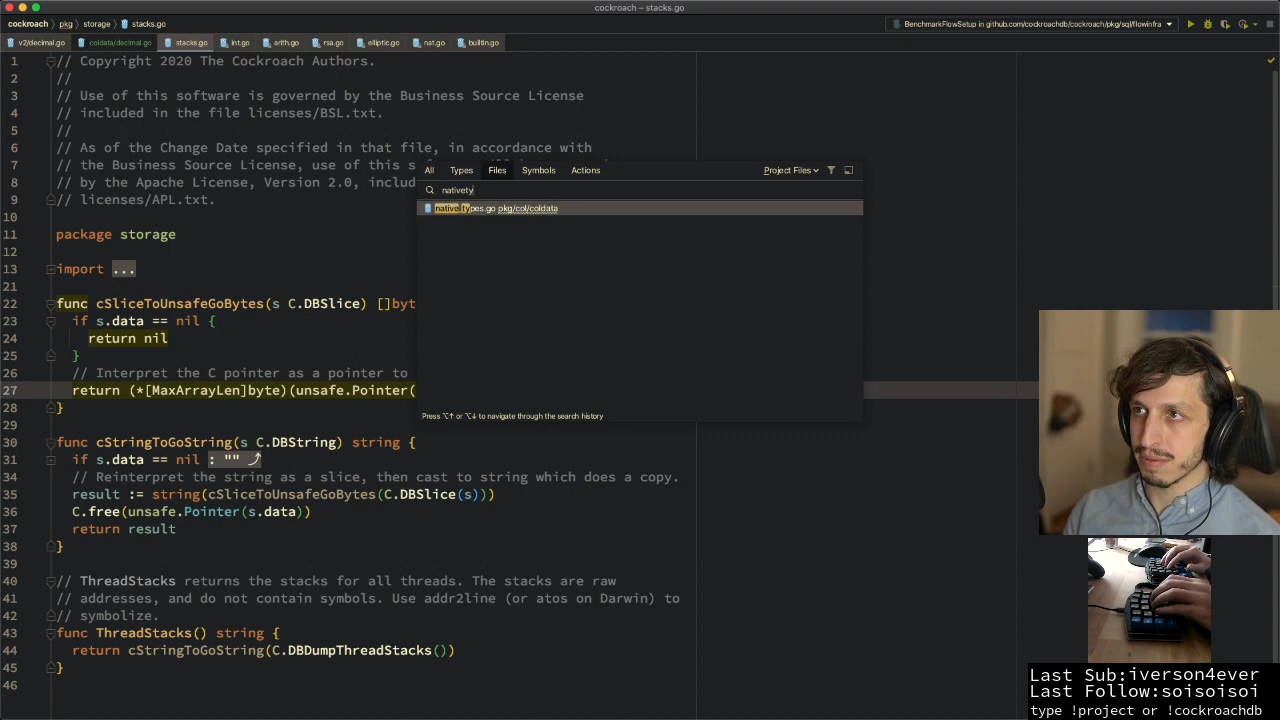 cockroach – stacks.go
cockroach pkg storage stacks.go
BenchmarkFlowSetup in github.com/cockroachdb/cockroach/pkg/sql/flowinfra
v2/decimal.go coldata/decimal.go stacks.go int.go arith.go rsa.go elliptic.go nat.go builtin.go
1 // Copyright 2020 The Cockroach Authors.
2 //
3 // Use of this software is governed by the Business Source License
4 // included in the file licenses/BSL.txt.
5 //
6 // As of the Change Date specified in that file, in accordance with
7 // the Business Source License, use of this s
8 // by the Apache License, Version 2.0, includ
9 // licenses/APL.txt.
10
11 package storage
12
13 import ...
21
22 func cSliceToUnsafeGoBytes(s C.DBSlice) []byt
23 if s.data == nil {
24 return nil
25 }
26 // Interpret the C pointer as a pointer to
27 return (*[MaxArrayLen]byte)(unsafe.Pointer(
28 }
29
30 func cStringToGoString(s C.DBString) string {
31 if s.data == nil : "" ⤴
34 // Reinterpret the string as a slice, then cast to string which does a copy.
35 result := string(cSliceToUnsafeGoBytes(C.DBSlice(s)))
36 C.free(unsafe.Pointer(s.data))
37 return result
38 }
39
40 // ThreadStacks returns the stacks for all threads. The stacks are raw
41 // addresses, and do not contain symbols. Use addr2line (or atos on Darwin) to
42 // symbolize.
43 func ThreadStacks() string {
44 return cStringToGoString(C.DBDumpThreadStacks())
45 }
46
All Types Files Symbols Actions Project Files
nativety
native_types.go pkg/col/coldata
Press ⌥↑ or ⌥↓ to navigate through the search history
Last Sub:iverson4ever
Last Follow:soisoisoi
type !project or !cockroachdb